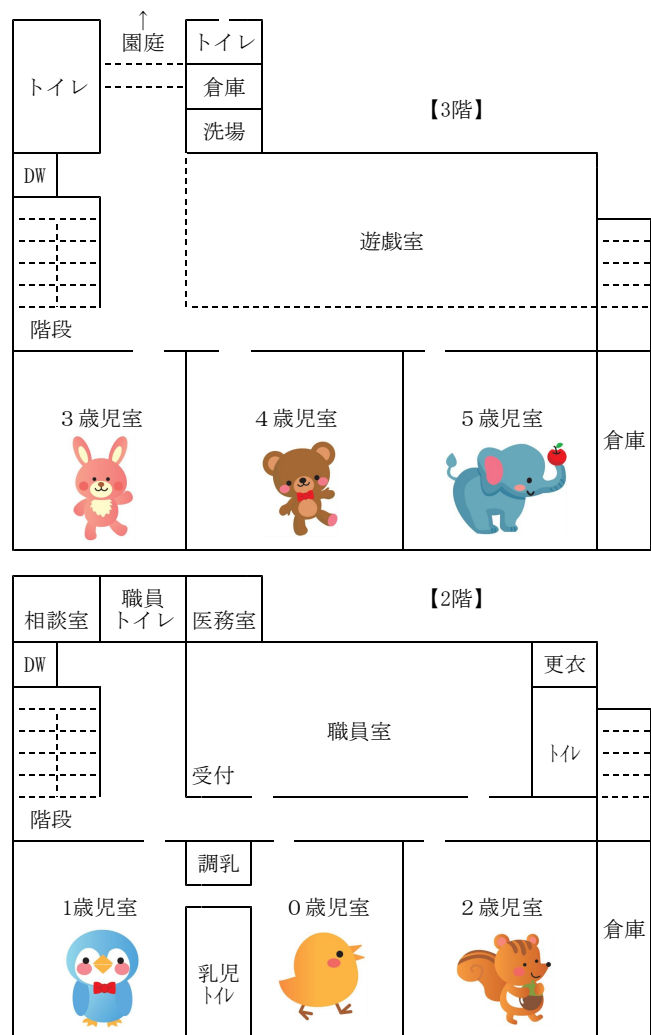 ↑
園庭
トイレ
トイレ
倉庫
洗場
【3階】
DW
遊戯室
階段
３歳児室
４歳児室
５歳児室
倉庫
相談室
職員
トイレ
医務室
【2階】
DW
更衣
職員室
トイレ
受付
階段
調乳
1歳児室
０歳児室
２歳児室
倉庫
乳児
トイレ